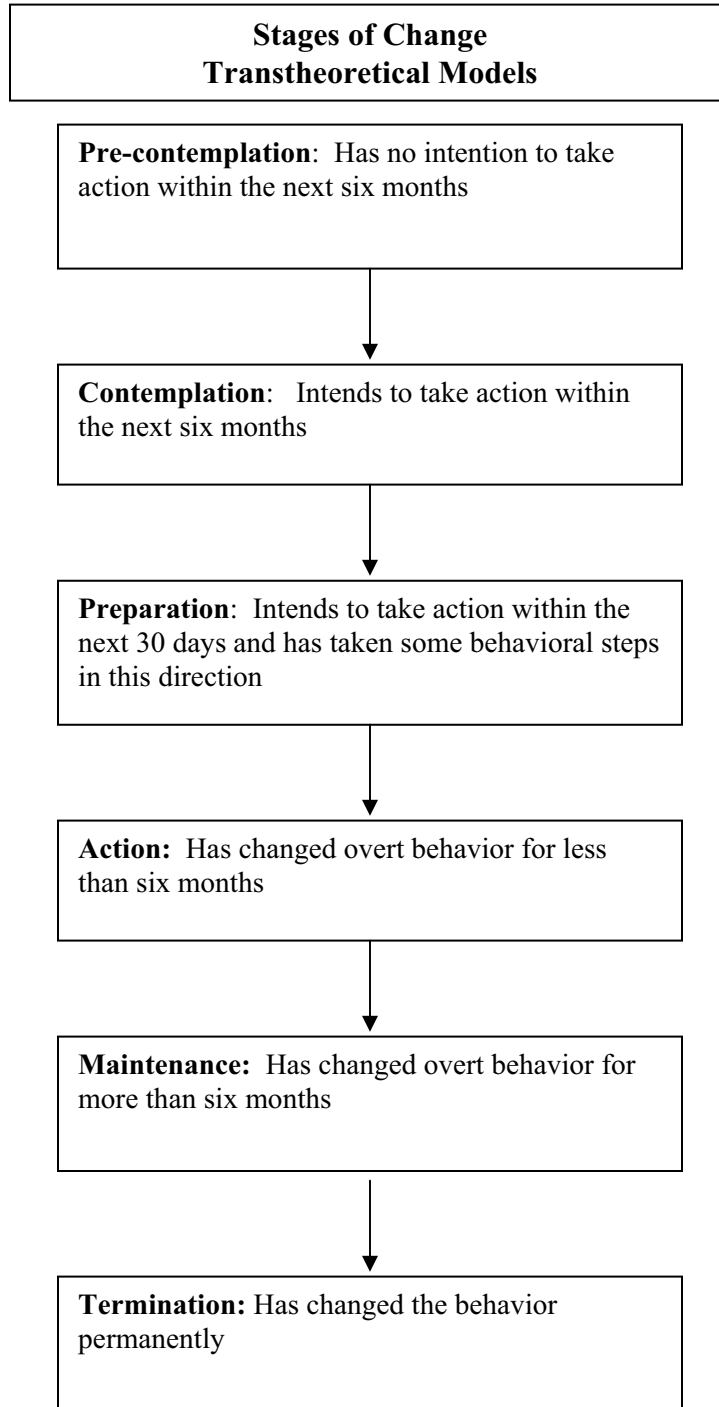 Stages of Change
Transtheoretical Models
Pre-contemplation:  Has no intention to take
action within the next six months
Contemplation:   Intends to take action within
the next six months
Preparation:  Intends to take action within the
next 30 days and has taken some behavioral steps
in this direction
Action:  Has changed overt behavior for less
than six months
Maintenance:  Has changed overt behavior for
more than six months
Termination: Has changed the behavior
permanently